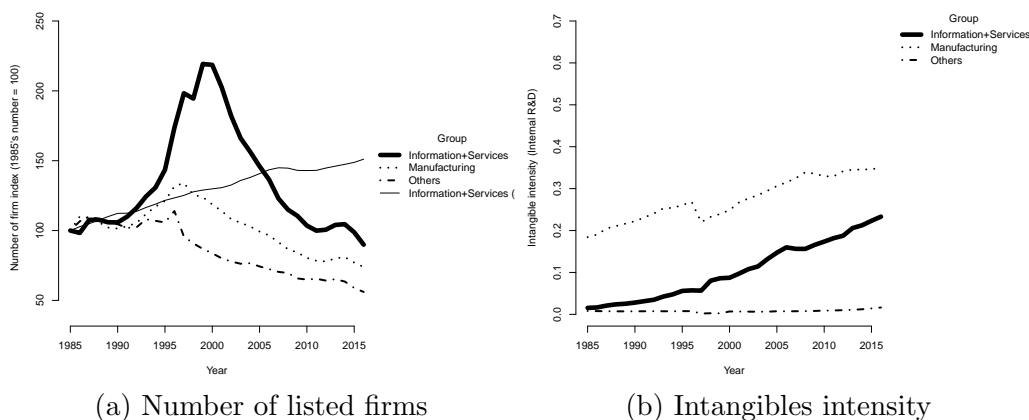 250
200
150
100
50
Number of firm index (1985's number = 100)
1985 1990 1995 2000 2005 2010 2015
Year
Group
Information+Services
Manufacturing
Others
Information+Services (
(a) Number of listed firms
0.7
0.6
0.5
0.4
0.3
0.2
0.1
0.0
Intangible intensity (Internal R&D)
1985 1990 1995 2000 2005 2010 2015
Year
Group
Information+Services
Manufacturing
Others
(b) Intangibles intensity